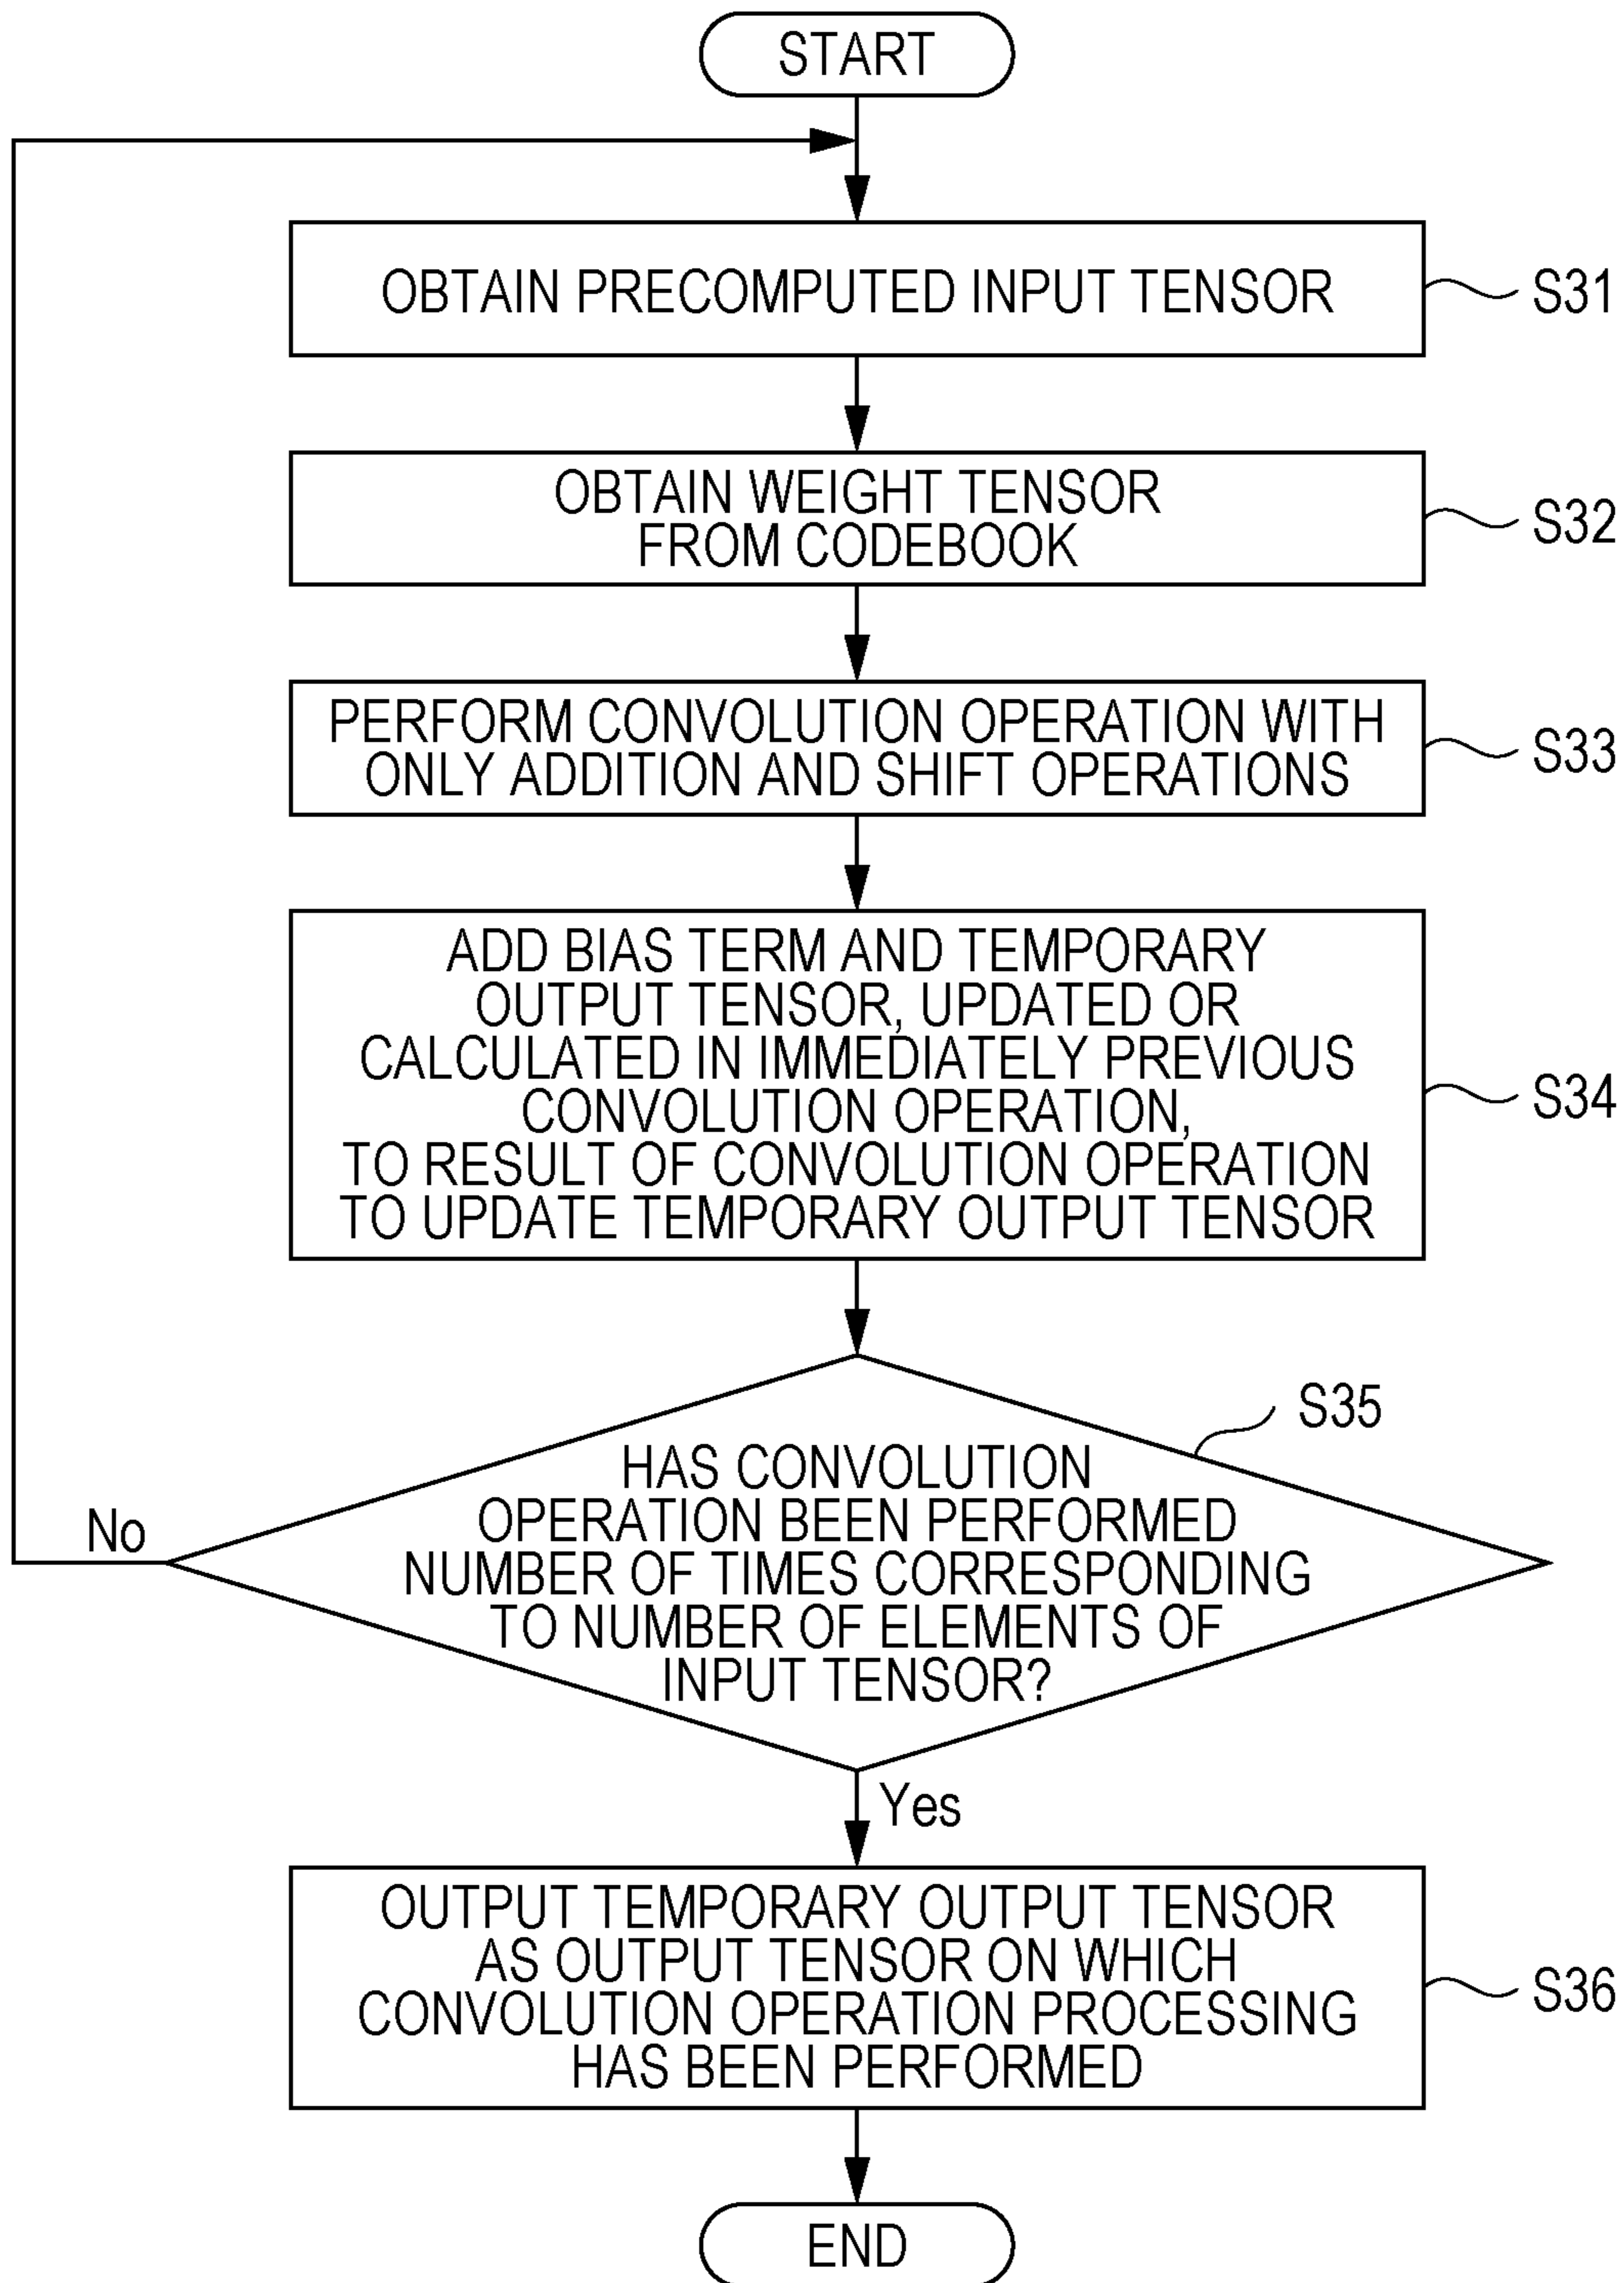 START
OBTAIN PRECOMPUTED INPUT TENSOR
S31
OBTAIN WEIGHT TENSOR
FROM CODEBOOK
S32
PERFORM CONVOLUTION OPERATION WITH
ONLY ADDITION AND SHIFT OPERATIONS
S33
ADD BIAS TERM AND TEMPORARY
OUTPUT TENSOR, UPDATED OR
CALCULATED IN IMMEDIATELY PREVIOUS
CONVOLUTION OPERATION,
TO RESULT OF CONVOLUTION OPERATION
TO UPDATE TEMPORARY OUTPUT TENSOR
S34
S35
HAS CONVOLUTION
OPERATION BEEN PERFORMED
NUMBER OF TIMES CORRESPONDING
TO NUMBER OF ELEMENTS OF
INPUT TENSOR?
No
Yes
OUTPUT TEMPORARY OUTPUT TENSOR
AS OUTPUT TENSOR ON WHICH
CONVOLUTION OPERATION PROCESSING
HAS BEEN PERFORMED
S36
END